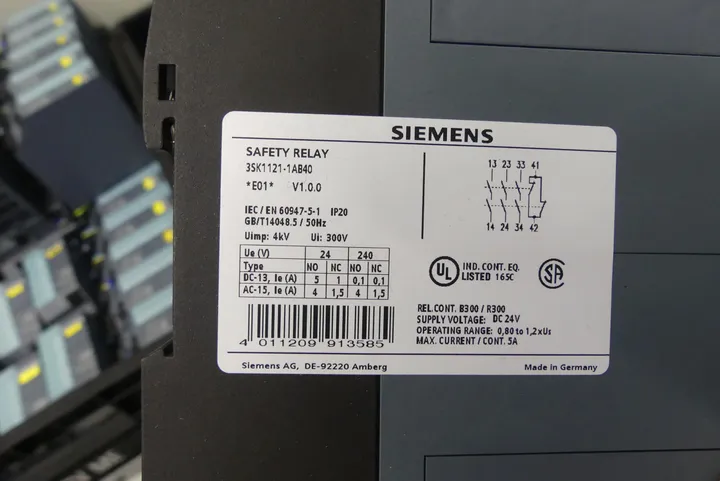 SIEMENS
SAFETY RELAY
3SK1121-1AB40
*E01* V1.0.0
IEC / EN 60947-5-1 IP20
GB/T14048.5 / 50Hz
Uimp: 4kV Ui: 300V
Ue (V) 24 240
Type NO NC NO NC
DC-13, Ie (A) 5 1 0,1 0,1
AC-15, Ie (A) 4 1,5 4 1,5
4 011209 913585
13 23 33 41
14 24 34 42
UL IND. CONT. EQ.
LISTED 165C
SA
REL.CONT. B300 / R300
SUPPLY VOLTAGE: DC 24V
OPERATING RANGE: 0,80 to 1,2xUs
MAX. CURRENT / CONT. 5A
Siemens AG, DE-92220 Amberg
Made in Germany